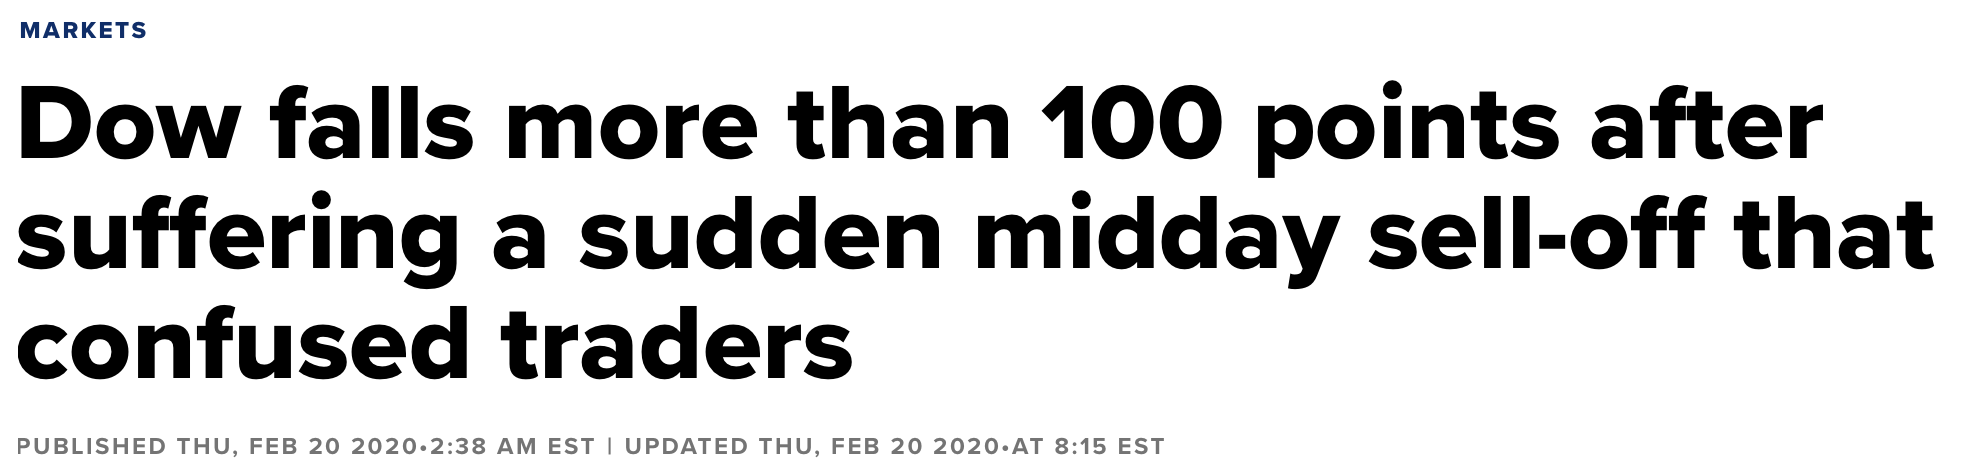 MARKETS
Dow falls more than 100 points after
suffering a sudden midday sell-off that
confused traders
PUBLISHED THU, FEB 20 2020•2:38 AM EST | UPDATED THU, FEB 20 2020•AT 8:15 EST